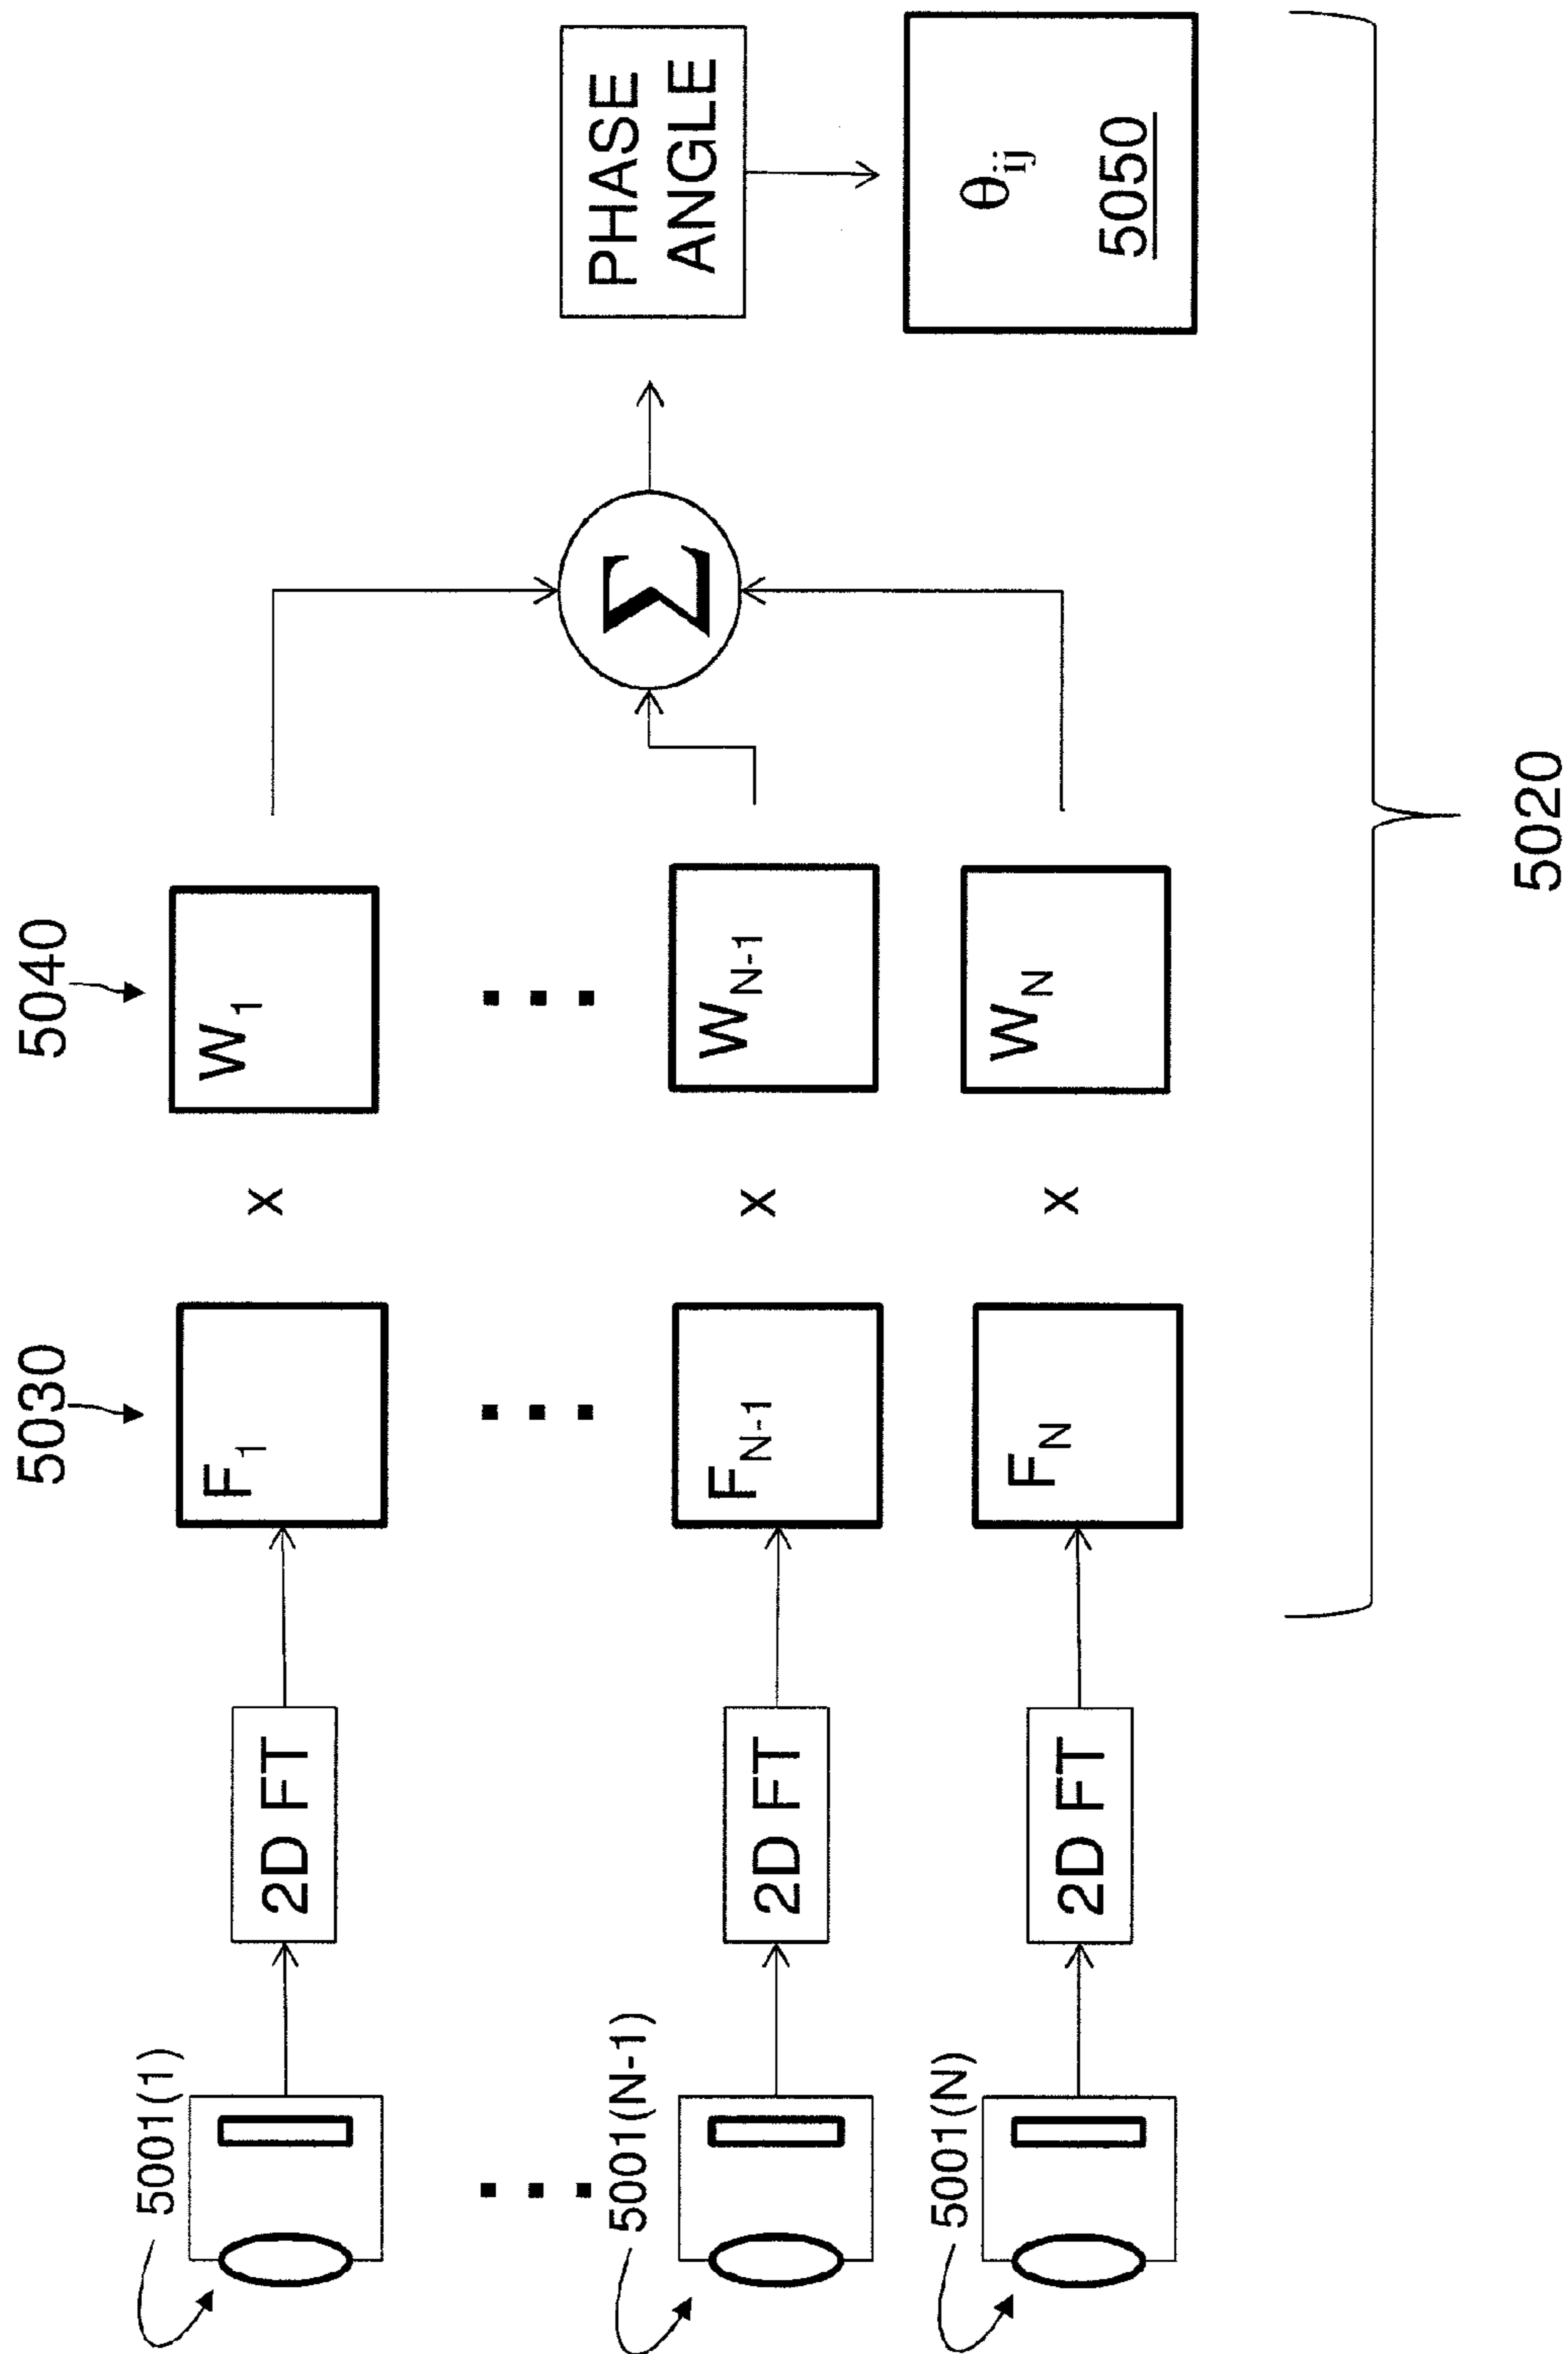 5030
5040
5001(1)
2D FT
F1
x
W1
5001(N-1)
2D FT
FN-1
x
WN-1
Σ
PHASE
ANGLE
5001(N)
2D FT
FN
x
WN
θij
5050
5020